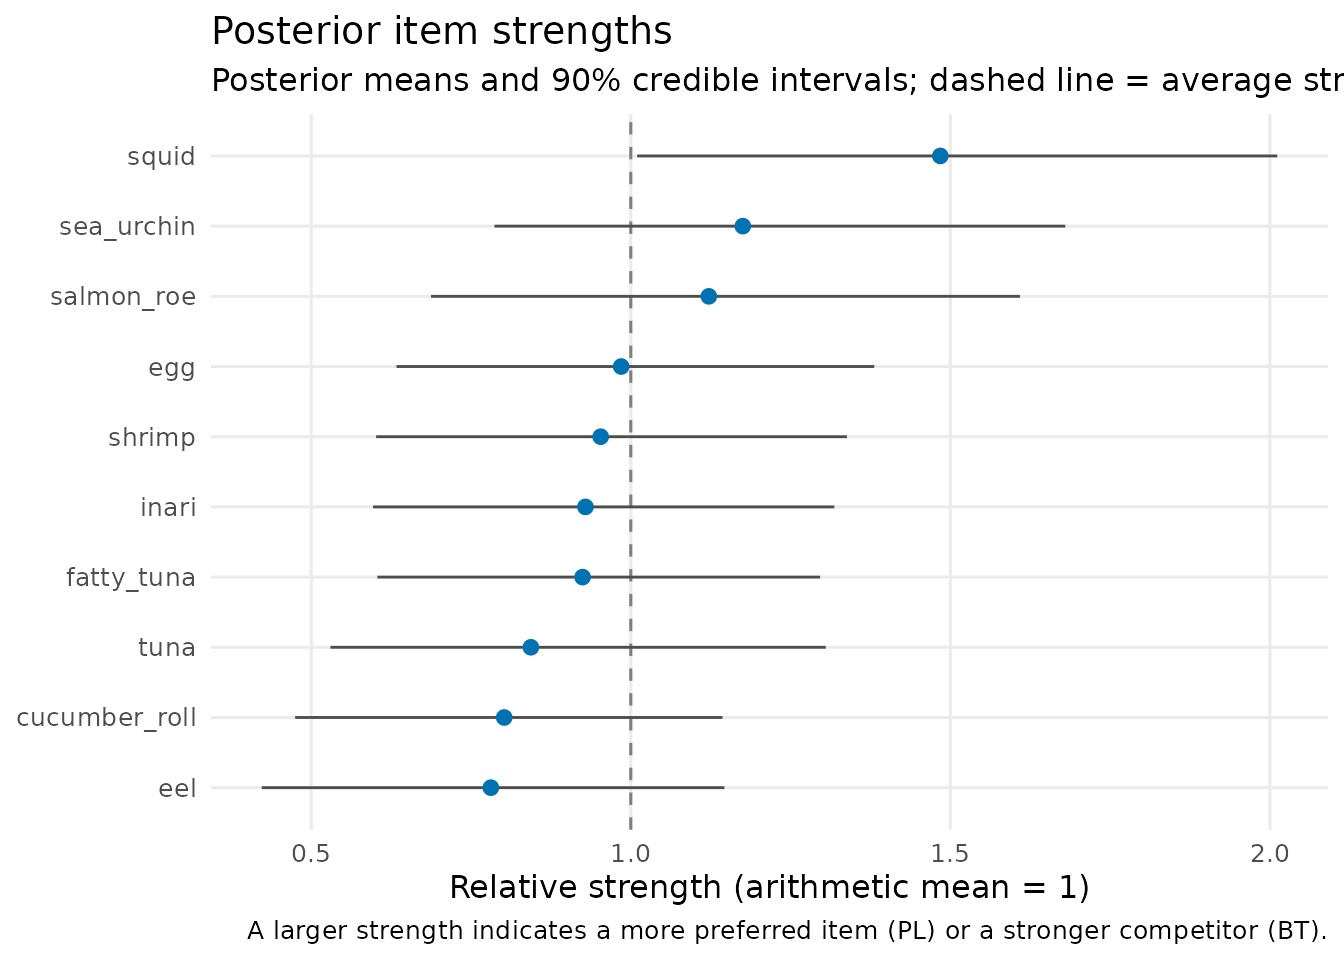 Posterior item strengths
Posterior means and 90% credible intervals; dashed line = average str
squid
sea_urchin
salmon_roe
egg
shrimp
inari
fatty_tuna
tuna
cucumber_roll
eel
0.5 1.0 1.5 2.0
Relative strength (arithmetic mean = 1)
A larger strength indicates a more preferred item (PL) or a stronger competitor (BT).